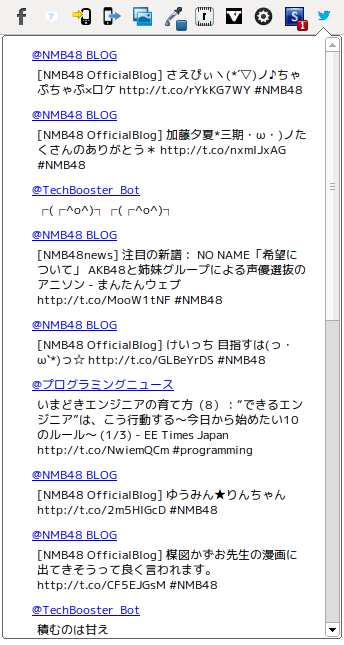 @NMB48 BLOG
[NMB48 OfficialBlog] さえぴぃヽ(*´▽)ノ♪ちゃ
ぷちゃぷ×ロケ http://t.co/rYkKG7WY #NMB48
@NMB48 BLOG
[NMB48 OfficialBlog] 加藤夕夏*三期・ω・)ノた
くさんのありがとう＊ http://t.co/nxmIJxAG
#NMB48
@TechBooster_Bot
┌(┌^o^)┐┌(┌^o^)┐
@NMB48 BLOG
[NMB48news] 注目の新譜： NO NAME「希望に
ついて」 AKB48と姉妹グループによる声優選抜の
アニソン - まんたんウェブ
http://t.co/MooW1tNF #NMB48
@NMB48 BLOG
[NMB48 OfficialBlog] けいっち 目指すは(っ・
ω`*)っ☆ http://t.co/GLBeYrDS #NMB48
@プログラミングニュース
いまどきエンジニアの育て方（8）：“できるエン
ジニア”は、こう行動する～今日から始めたい10
のルール～ (1/3) - EE Times Japan
http://t.co/NwiemQCm #programming
@NMB48 BLOG
[NMB48 OfficialBlog] ゆうみん★りんちゃん
http://t.co/2m5HIGcD #NMB48
@NMB48 BLOG
[NMB48 OfficialBlog] 楳図かずお先生の漫画に
出てきそうって良く言われます。
http://t.co/CF5EJGsM #NMB48
@TechBooster_Bot
積むのは甘え